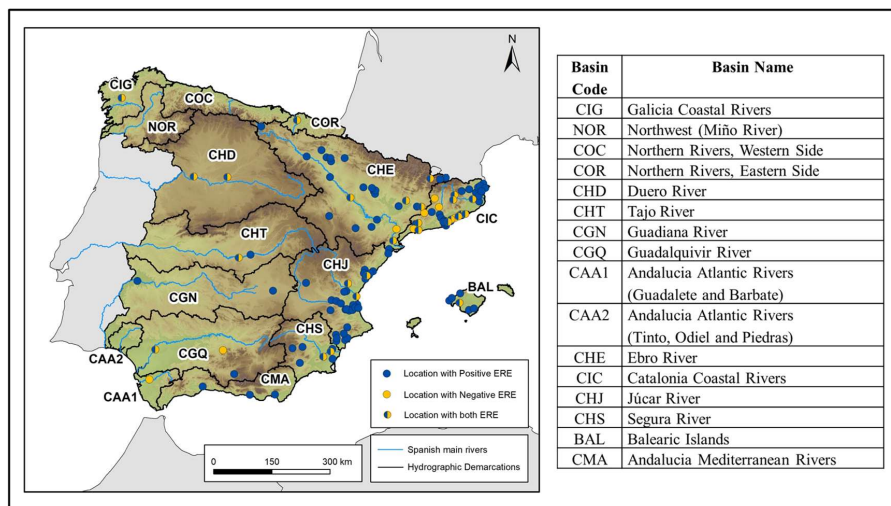 N
CIG
COC
COR
NOR
CHD
CHE
CIC
CHT
CHJ
BAL
CGN
CHS
CAA2
CGQ
CMA
CAA1
Location with Positive ERE
Location with Negative ERE
Location with both ERE
Spanish main rivers
Hydrographic Demarcations
0 150 300 km
Basin Code Basin Name
CIG Galicia Coastal Rivers
NOR Northwest (Miño River)
COC Northern Rivers, Western Side
COR Northern Rivers, Eastern Side
CHD Duero River
CHT Tajo River
CGN Guadiana River
CGQ Guadalquivir River
CAA1 Andalucia Atlantic Rivers
(Guadalete and Barbate)
CAA2 Andalucia Atlantic Rivers
(Tinto, Odiel and Piedras)
CHE Ebro River
CIC Catalonia Coastal Rivers
CHJ Júcar River
CHS Segura River
BAL Balearic Islands
CMA Andalucia Mediterranean Rivers